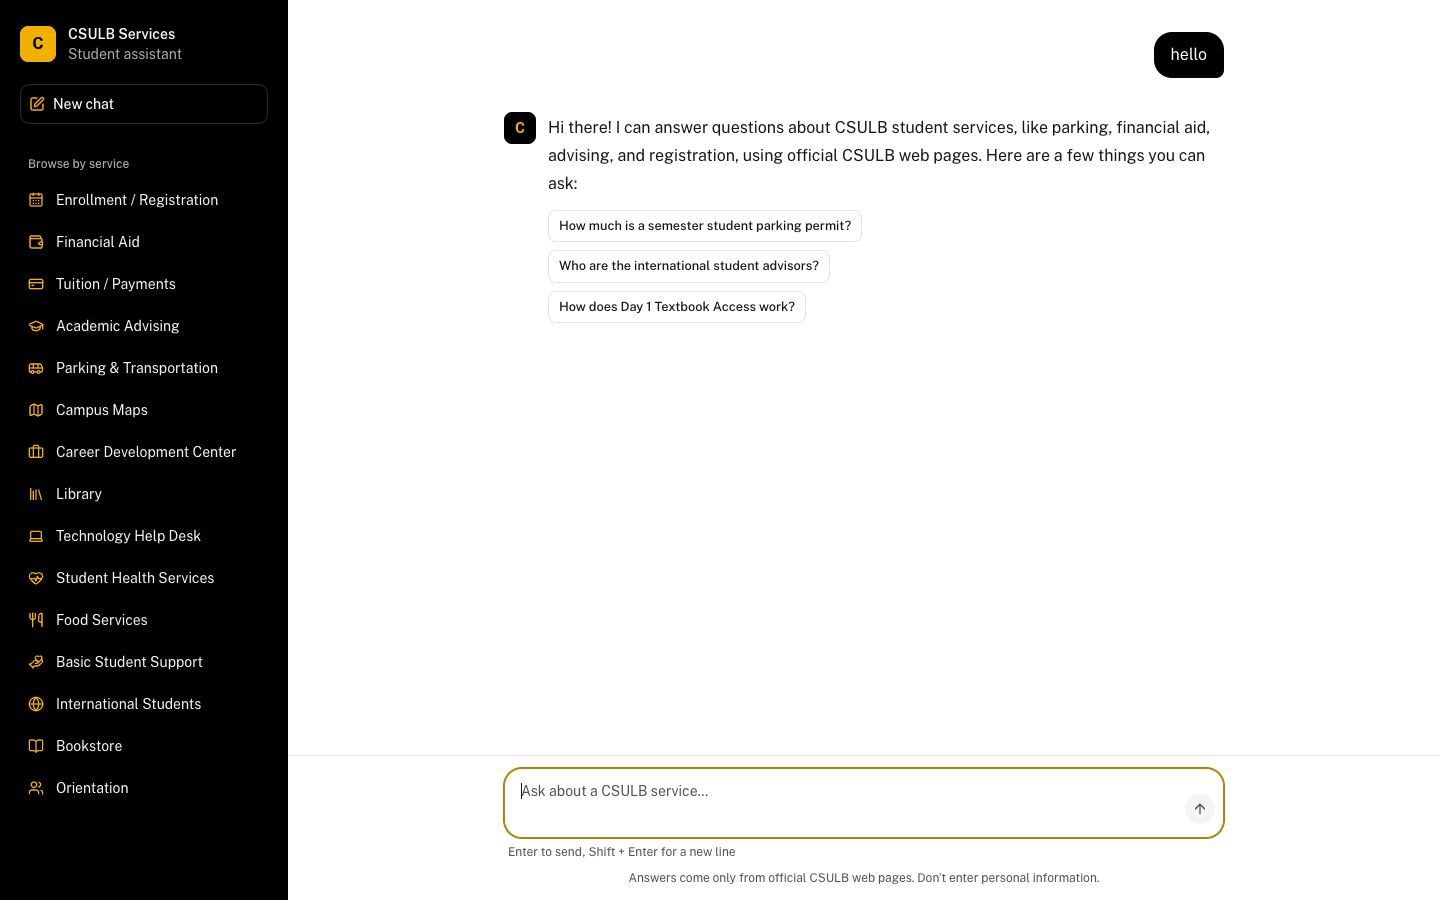 C
CSULB Services
Student assistant
New chat
Browse by service
Enrollment / Registration
Financial Aid
Tuition / Payments
Academic Advising
Parking & Transportation
Campus Maps
Career Development Center
Library
Technology Help Desk
Student Health Services
Food Services
Basic Student Support
International Students
Bookstore
Orientation
hello
C
Hi there! I can answer questions about CSULB student services, like parking, financial aid,
advising, and registration, using official CSULB web pages. Here are a few things you can
ask:
How much is a semester student parking permit?
Who are the international student advisors?
How does Day 1 Textbook Access work?
Ask about a CSULB service...
Enter to send, Shift + Enter for a new line
Answers come only from official CSULB web pages. Don't enter personal information.